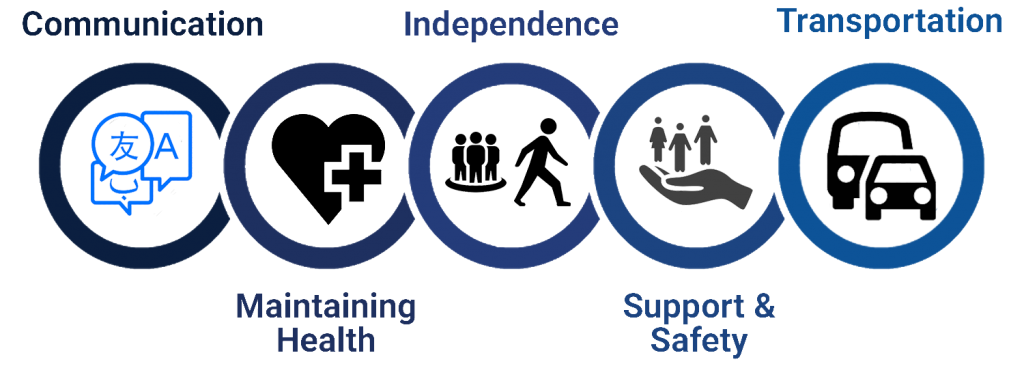 Communication
Independence
Transportation
友
A
Maintaining
Health
Support &
Safety